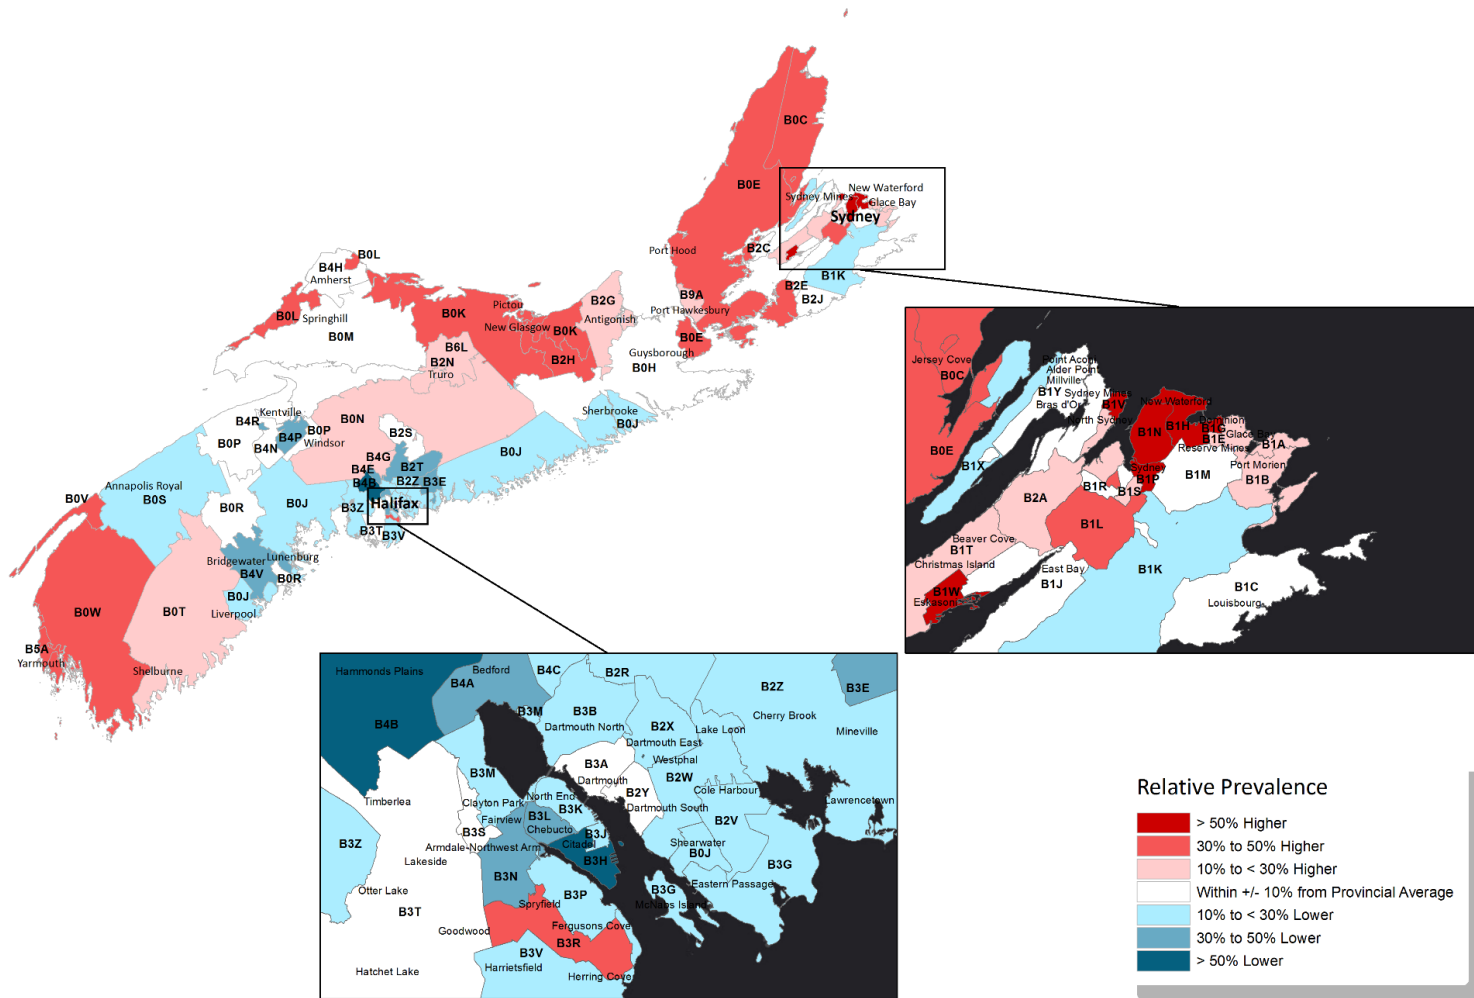 B0C
B0E
New Waterford
Sydney Mines
Glace Bay
Sydney
Port Hood
B2C
B0L
B4H
Amherst
B1K
B2E
B2J
B9A
Port Hawkesbury
B2G
Antigonish
Pictou
B0L
Springhill
B0K
New Glasgow
B0K
B0E
B0M
B6L
B2N
Truro
B2H
Guysborough
B0H
Kentville
B4R
B0N
Sherbrooke
B0J
B0P
B4P
B0P
Windsor
B4N
B2S
B0J
B4G
B4E
B2T
B4B
B2Z
B3E
Annapolis Royal
B0S
B0V
B0R
B0J
B3Z
Halifax
B3T
B3V
Bridgewater
Lunenburg
B4V
B0R
B0J
Liverpool
B0W
B0T
B5A
Yarmouth
Shelburne
Jersey Cove
B0C
Point Aconi
Alder Point
Millville
B1Y
Sydney Mines
Bras d'Or
B1V
North Sydney
New Waterford
B1N
B1H
Dominion
B1G
Glace Bay
B1E
B1A
Reserve Mines
B0E
B1X
Sydney
B1P
B1M
Port Morien
B1B
B2A
B1R
B1S
B1L
Beaver Cove
B1T
Christmas Island
East Bay
B1J
B1K
B1W
Eskasoni
B1C
Louisbourg
Hammonds Plains
Bedford
B4A
B4C
B2R
B2Z
B3E
B4B
B3M
B3B
Dartmouth North
B2X
Lake Loon
Cherry Brook
Mineville
Dartmouth East
Westphal
B3M
B3A
Dartmouth
B2W
Timberlea
Clayton Park
North End
B2Y
Cole Harbour
Lawrencetown
Fairview
B3K
Dartmouth South
B3L
B2V
B3S
Chebucto
B3J
Citadel
B3Z
Armdale-Northwest Arm
Shearwater
B0J
Lakeside
B3H
B3G
B3N
Otter Lake
B3P
B3G
Eastern Passage
Spryfield
McNabs Island
B3T
Goodwood
Fergusons Cove
B3R
B3V
Harrietsfield
Hatchet Lake
Herring Cove
Relative Prevalence
> 50% Higher
30% to 50% Higher
10% to < 30% Higher
Within +/- 10% from Provincial Average
10% to < 30% Lower
30% to 50% Lower
> 50% Lower